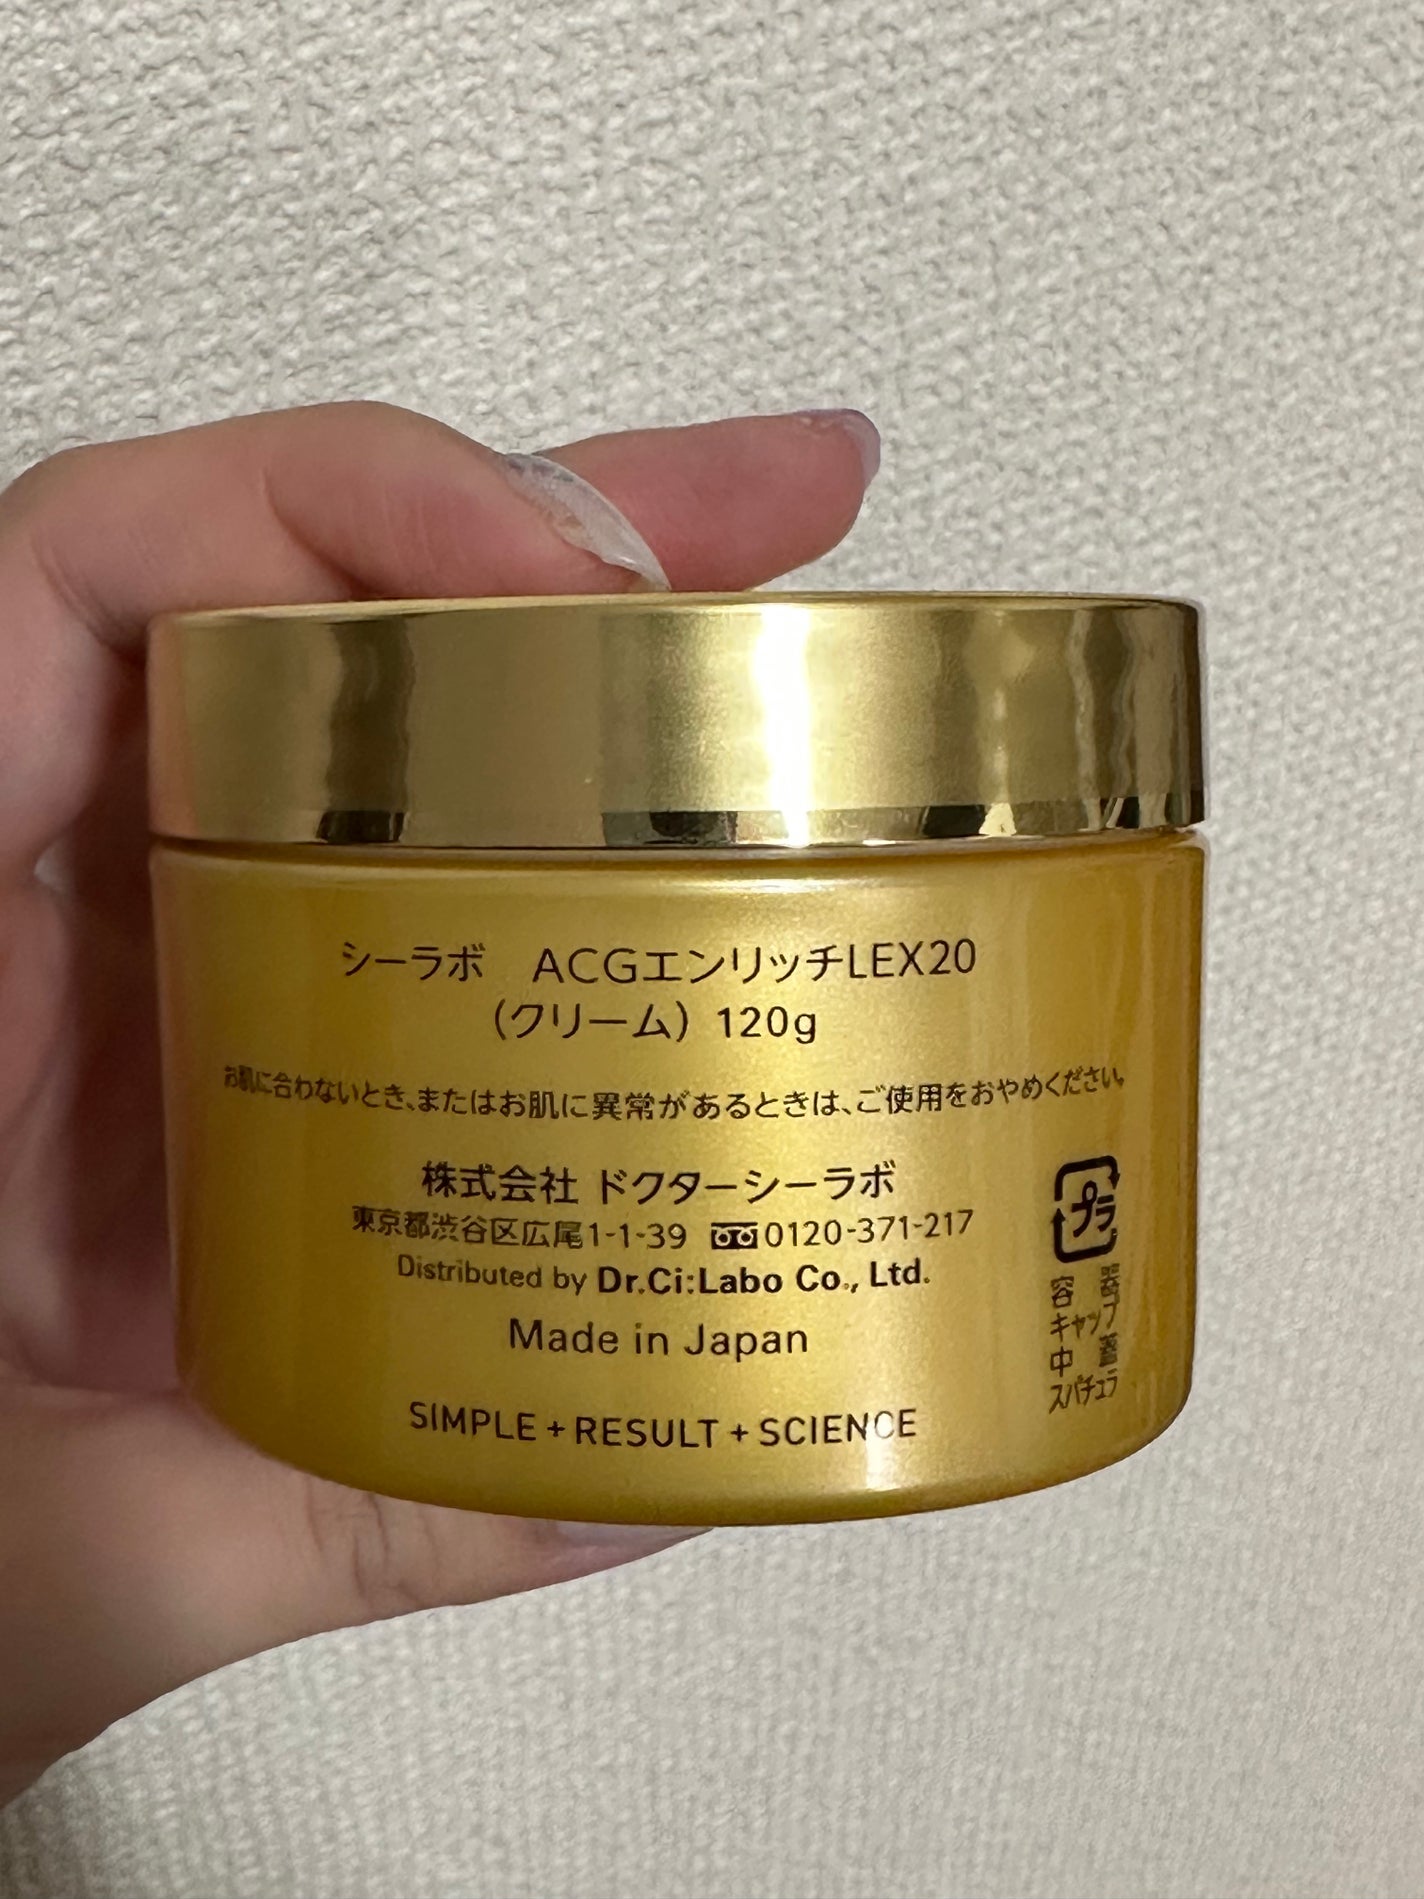 シーラボ　ACGエンリッチLEX20
（クリーム）120g
お肌に合わないとき、またはお肌に異常があるときは、ご使用をおやめください。
株式会社 ドクターシーラボ
東京都渋谷区広尾1-1-39 0120-371-217
Distributed by Dr.Ci:Labo Co., Ltd.
Made in Japan
SIMPLE + RESULT + SCIENCE
プラ
容器
キャップ
中蓋
スパチュラ